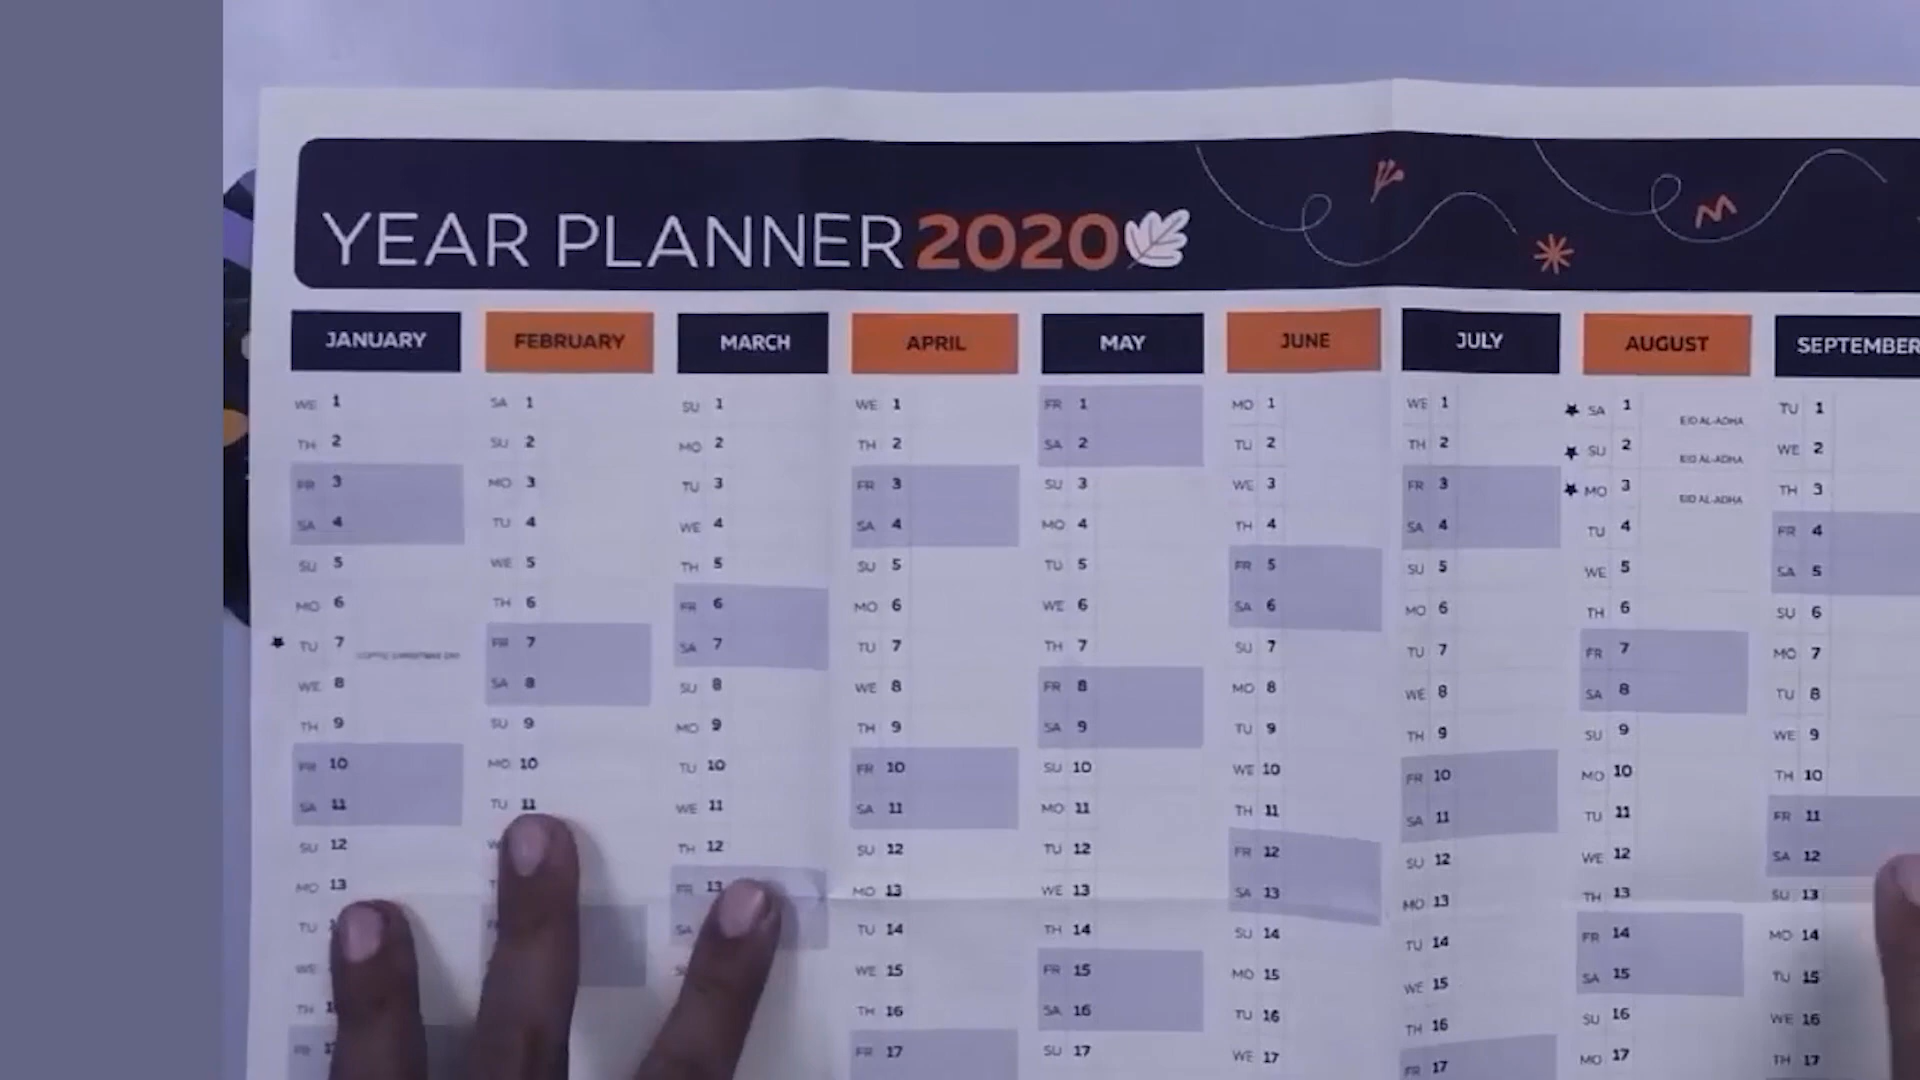 YEAR PLANNER 2020
JANUARY FEBRUARY MARCH APRIL MAY JUNE JULY AUGUST SEPTEMBER
WE 1 SA 1 SU 1 WE 1 FR 1 MO 1 WE 1 SA 1 EID AL-ADHA TU 1
TH 2 SU 2 MO 2 TH 2 SA 2 TU 2 TH 2 SU 2 EID AL-ADHA WE 2
FR 3 MO 3 TU 3 FR 3 SU 3 WE 3 FR 3 MO 3 EID AL-ADHA TH 3
SA 4 TU 4 WE 4 SA 4 MO 4 TH 4 SA 4 TU 4 FR 4
SU 5 WE 5 TH 5 SU 5 TU 5 FR 5 SU 5 WE 5 SA 5
MO 6 TH 6 FR 6 MO 6 WE 6 SA 6 MO 6 TH 6 SU 6
TU 7 COPTIC CHRISTMAS DAY FR 7 SA 7 TU 7 TH 7 SU 7 TU 7 FR 7 MO 7
WE 8 SA 8 SU 8 WE 8 FR 8 MO 8 WE 8 SA 8 TU 8
TH 9 SU 9 MO 9 TH 9 SA 9 TU 9 TH 9 SU 9 WE 9
FR 10 MO 10 TU 10 FR 10 SU 10 WE 10 FR 10 MO 10 TH 10
SA 11 TU 11 WE 11 SA 11 MO 11 TH 11 SA 11 TU 11 FR 11
SU 12 TH 12 SU 12 TU 12 FR 12 SU 12 WE 12 SA 12
MO 13 FR 13 MO 13 WE 13 SA 13 MO 13 TH 13 SU 13
TU SA TU 14 TH 14 SU 14 TU 14 FR 14 MO 14
WE WE 15 FR 15 MO 15 WE 15 SA 15 TU 15
TH TH 16 SA 16 TU 16 TH 16 SU 16 WE 16
FR FR 17 SU 17 WE 17 FR 17 MO 17 TH 17